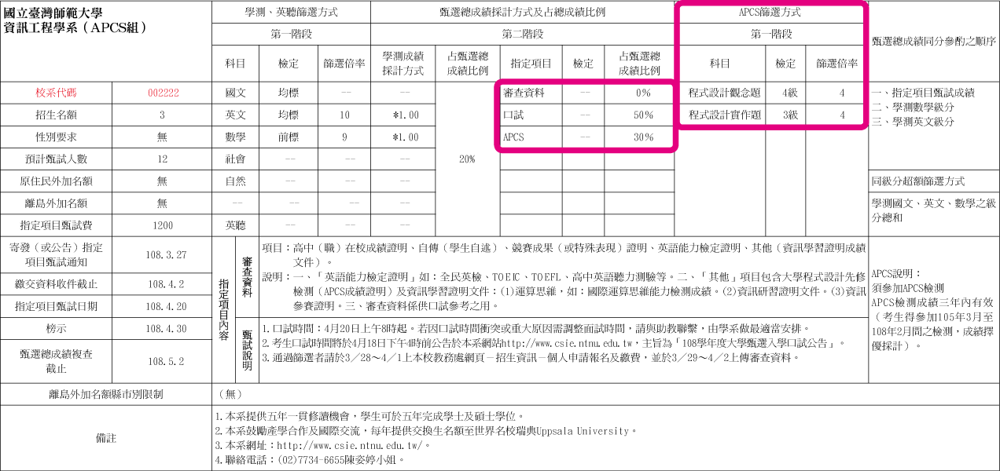 國立臺灣師範大學
資訊工程學系(APCS組)
學測、英聽篩選方式
甄選總成績採計方式及占總成績比例
APCS篩選方式
甄選總成績同分參酌之順序
第一階段
第二階段
第一階段
科目 檢定 篩選倍率 學測成績採計方式 占甄選總成績比例 指定項目 檢定 占甄選總成績比例 科目 檢定 篩選倍率
校系代碼 002222 國文 均標 -- -- 審查資料 -- 0% 程式設計觀念題 4級 4
招生名額 3 英文 均標 10 *1.00 口試 -- 50% 程式設計實作題 3級 4
性別要求 無 數學 前標 9 *1.00 APCS -- 30%
預計甄試人數 12 社會 -- -- -- 20%
原住民外加名額 無 自然 -- -- --
離島外加名額 無 -- -- -- --
指定項目甄試費 1200 英聽 -- -- --
一、指定項目甄試成績
二、學測數學級分
三、學測英文級分
同級分超額篩選方式
學測國文、英文、數學之級
分總和
寄發(或公告)指定
項目甄試通知
108.3.27
繳交資料收件截止 108.4.2
指定項目甄試日期 108.4.20
榜示 108.4.30
甄選總成績複查
截止
108.5.2
指定項目內容
審查資料
項目:高中(職)在校成績證明、自傳(學生自述)、競賽成果(或特殊表現)證明、英語能力檢定證明、其他(資訊學習證明成績
文件)。
說明:一、「英語能力檢定證明」如:全民英檢、TOEIC、TOEFL、高中英語聽力測驗等。二、「其他」項目包含大學程式設計先修
檢測(APCS成績證明)及資訊學習證明文件:(1)運算思維,如:國際運算思維能力檢測成績。(2)資訊研習證明文件。(3)資訊
參賽證明。三、審查資料係供口試參考之用。
甄試說明
1.口試時間:4月20日上午8時起。若因口試時間衝突或重大原因需調整面試時間,請與助教聯繫,由學系做最適當安排。
2.考生口試時間將於4月18日下午4時前公告於本系網站http://www.csie.ntnu.edu.tw,主旨為「108學年度大學甄選入學口試公告」。
3.通過篩選者請於3/28~4/1上本校教務處網頁-招生資訊-個人申請報名及繳費,並於3/29~4/2上傳審查資料。
APCS說明:
須參加APCS檢測
APCS檢測成績三年內有效
(考生得參加105年3月至
108年2月間之檢測,成績擇
優採計)。
離島外加名額縣市別限制 (無)
備註
1.本系提供五年一貫修讀機會,學生可於五年完成學士及碩士學位。
2.本系鼓勵產學合作及國際交流,每年提供交換生名額至世界名校瑞典Uppsala University。
3.本系網址:http://www.csie.ntnu.edu.tw/。
4.聯絡電話:(02)7734-6655陳姿婷小姐。